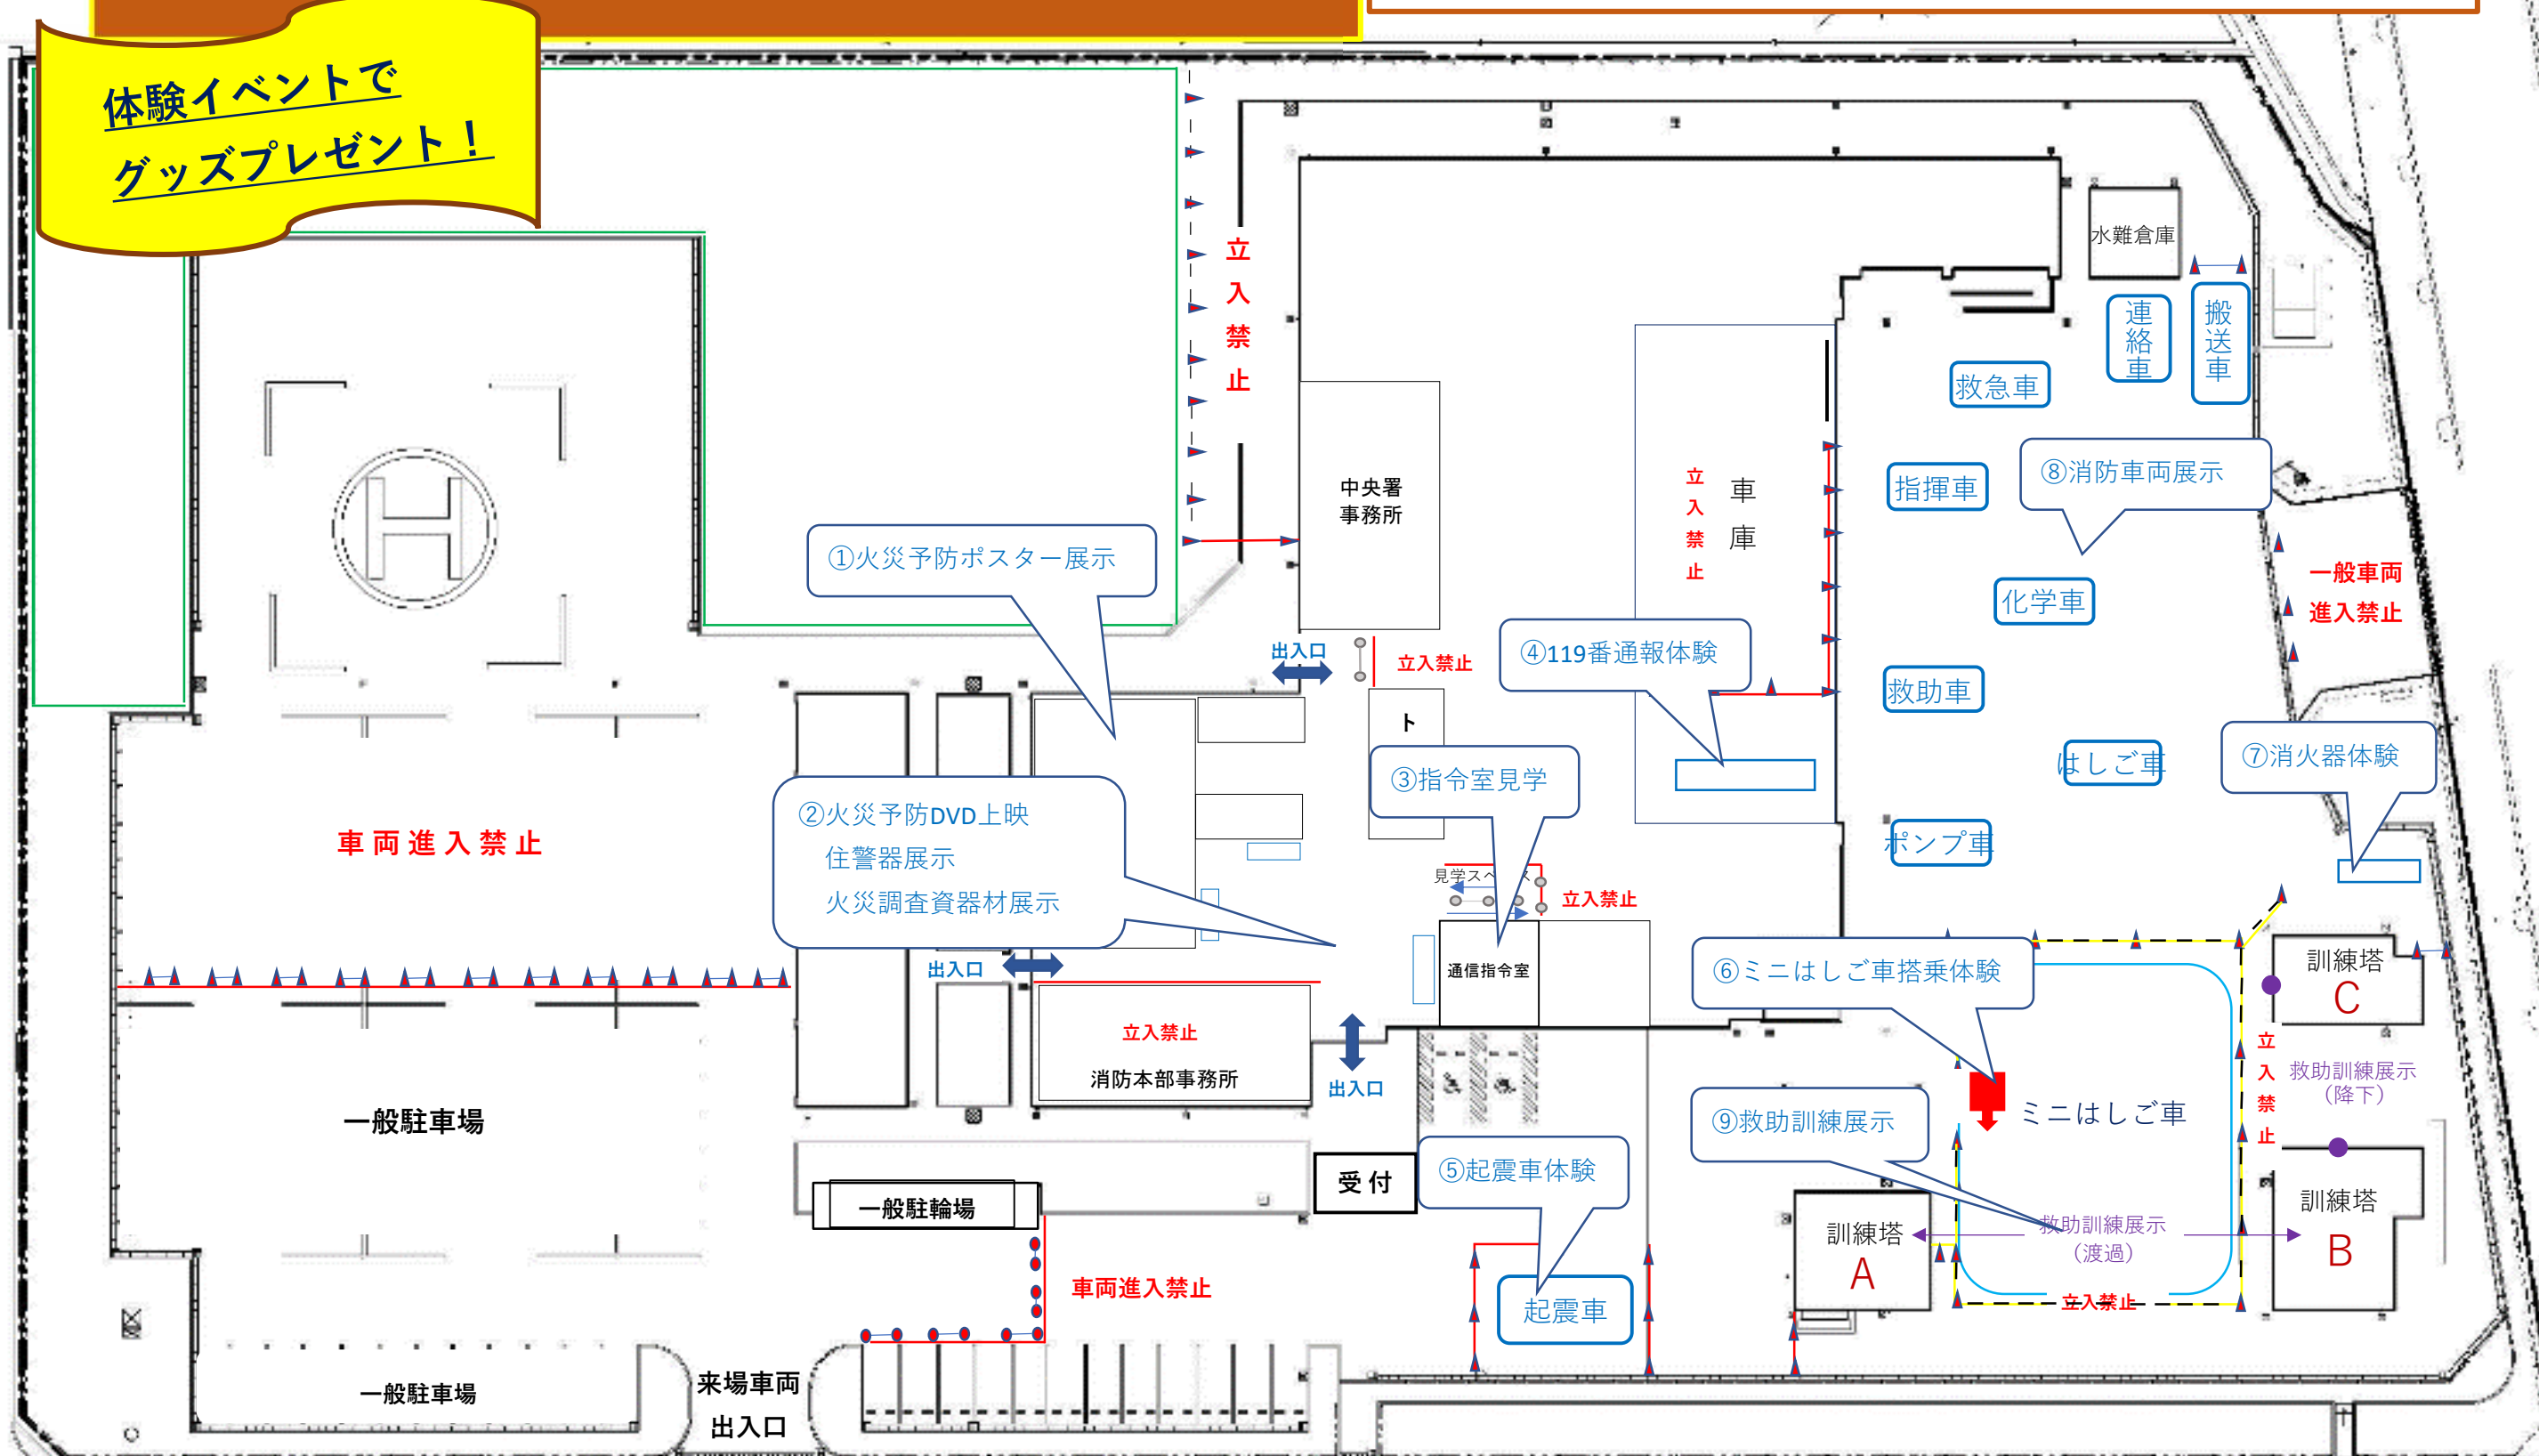 体験イベントで
グッズプレゼント！
立入禁止
水難倉庫
連絡車
搬送車
救急車
中央署
事務所
立入禁止
車庫
指揮車
⑧消防車両展示
①火災予防ポスター展示
化学車
一般車両
進入禁止
出入口
立入禁止
④119番通報体験
救助車
ト
③指令室見学
はしご車
⑦消火器体験
車両進入禁止
②火災予防DVD上映
住警器展示
火災調査資器材展示
ポンプ車
見学スペース
立入禁止
出入口
通信指令室
⑥ミニはしご車搭乗体験
訓練塔
C
立入禁止
消防本部事務所
出入口
立入禁止
救助訓練展示
（降下）
一般駐車場
⑨救助訓練展示
ミニはしご車
受付
⑤起震車体験
一般駐輪場
訓練塔
A
救助訓練展示
（渡過）
訓練塔
B
車両進入禁止
起震車
立入禁止
一般駐車場
来場車両
出入口
H